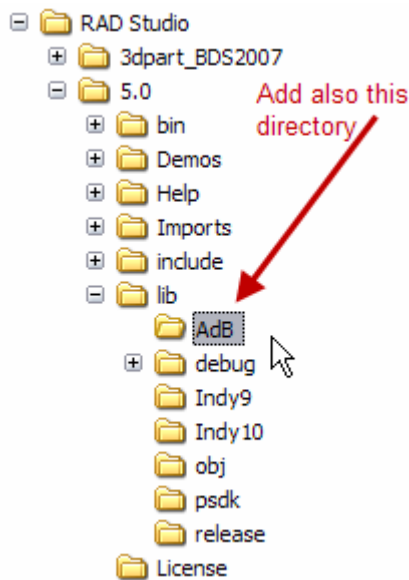 RAD Studio
3dpart_BDS2007
5.0
Add also this
directory
bin
Demos
Help
Imports
include
lib
AdB
debug
Indy9
Indy10
obj
psdk
release
License